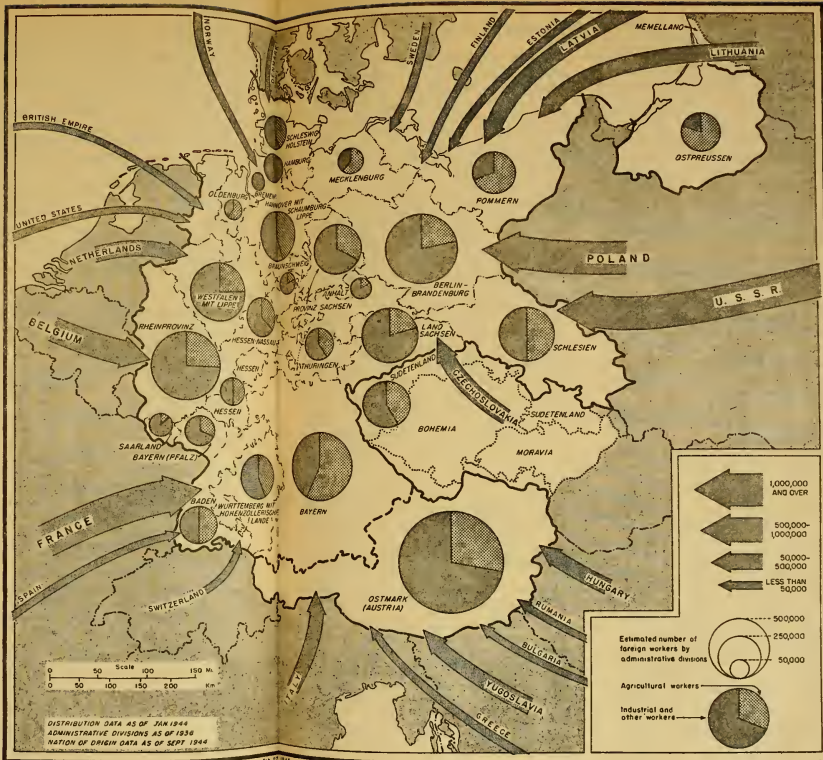 NORWAY
SWEDEN
FINLAND
ESTONIA
LATVIA
MEMELLAND
LITHUANIA
BRITISH EMPIRE
SCHLESWIG
HOLSTEIN
HAMBURG
MECKLENBURG
POMMERN
OSTPREUSSEN
OLDENBURG
BREMEN
HANNOVER MIT
SCHAUMBURG
LIPPE
UNITED STATES
NETHERLANDS
POLAND
BRAUNSCHWEIG
ANHALT
BERLIN-
BRANDENBURG
WESTFALEN
MIT LIPPE
PROVINZ SACHSEN
U. S. S. R.
BELGIUM
RHEINPROVINZ
HESSEN-NASSAU
THURINGEN
LAND
SACHSEN
SCHLESIEN
HESSEN
HESSEN
SUDETENLAND
CZECHOSLOVAKIA
SUDETENLAND
BOHEMIA
MORAVIA
SAARLAND
BAYERN (PFALZ)
BAYERN
WURTTEMBERG MIT
HOHENZOLLERISCHE
LANDE
BADEN
FRANCE
SPAIN
SWITZERLAND
OSTMARK
(AUSTRIA)
HUNGARY
RUMANIA
BULGARIA
YUGOSLAVIA
GREECE
ITALY
1,000,000
AND OVER
500,000-
1,000,000
50,000-
500,000
LESS THAN
50,000
500,000
250,000
50,000
Estimated number of
foreign workers by
administrative divisions
Agricultural workers
Industrial and
other workers
0 50 Scale 100 150 Mi.
0 50 100 150 200 Km
DISTRIBUTION DATA AS OF JAN 1944
ADMINISTRATIVE DIVISIONS AS OF 1936
NATION OF ORIGIN DATA AS OF SEPT 1944